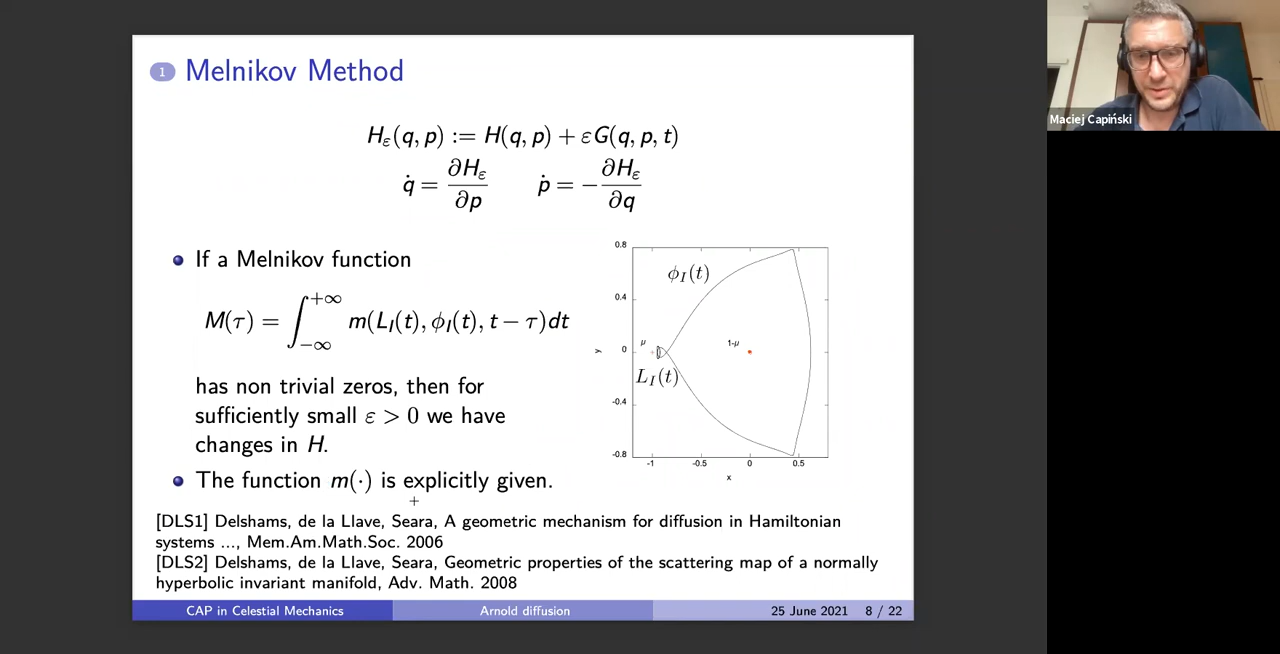 1 Melnikov Method
Hε(q, p) := H(q, p) + εG(q, p, t)
q̇ = ∂Hε/∂p    ṗ = −∂Hε/∂q
If a Melnikov function
M(τ) = ∫_{−∞}^{+∞} m(L_I(t), ϕ_I(t), t − τ)dt
has non trivial zeros, then for
sufficiently small ε > 0 we have
changes in H.
The function m(·) is explicitly given.
0.8
0.4
0
-0.4
-0.8
y
ϕ_I(t)
μ
1-μ
L_I(t)
-1 -0.5 0 0.5
x
[DLS1] Delshams, de la Llave, Seara, A geometric mechanism for diffusion in Hamiltonian
systems ..., Mem.Am.Math.Soc. 2006
[DLS2] Delshams, de la Llave, Seara, Geometric properties of the scattering map of a normally
hyperbolic invariant manifold, Adv. Math. 2008
CAP in Celestial Mechanics Arnold diffusion 25 June 2021 8 / 22
Maciej Capiński